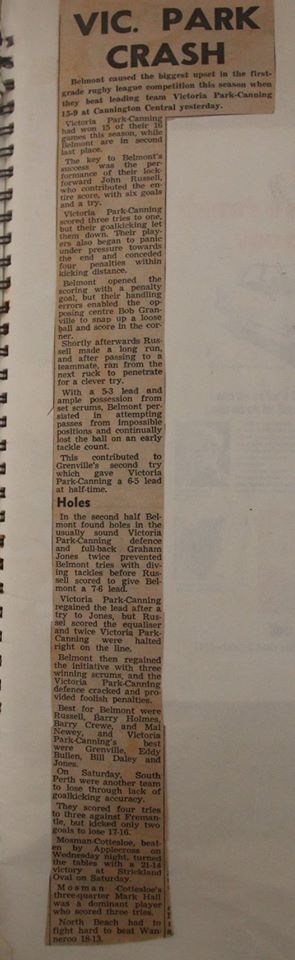 VIC. PARK
CRASH
Belmont caused the biggest upset in the first-
grade rugby league competition this season when
they beat leading team Victoria Park-Canning
15-9 at Cannington Central yesterday.
Victoria Park-Canning
had won 15 of their 16
games this season, while
Belmont are in second
last place.
The key to Belmont's
success was the per-
formance of their lock-
forward John Russell,
who contributed the en-
tire score, with six goals
and a try.
Victoria Park-Canning
scored three tries to one,
but their goalkicking let
them down. Their play-
ers also began to panic
under pressure towards
the end and conceded
four penalties within
kicking distance.
Belmont opened the
scoring with a penalty
goal, but their handling
errors enabled the op-
posing centre Bob Gran-
ville to snap up a loose
ball and score in the cor-
ner.
Shortly afterwards Rus-
sell made a long run,
and after passing to a
teammate, ran from the
next ruck to penetrate
for a clever try.
With a 5-3 lead and
ample possession from
set scrums, Belmont per-
sisted in attempting
passes from impossible
positions and continually
lost the ball on an early
tackle count.
This contributed to
Grenville's second try
which gave Victoria
Park-Canning a 6-5 lead
at half-time.
Holes
In the second half Bel-
mont found holes in the
usually sound Victoria
Park-Canning defence
and full-back Graham
Jones twice prevented
Belmont tries with div-
ing tackles before Rus-
sell scored to give Bel-
mont a 7-6 lead.
Victoria Park-Canning
regained the lead after a
try to Jones, but Rus-
sel scored the equaliser
and twice Victoria Park-
Canning were halted
right on the line.
Belmont then regained
the initiative with three
winning scrums, and the
Victoria Park-Canning
defence cracked and pro-
vided foolish penalties.
Best for Belmont were
Russell, Barry Holmes,
Barry Crewe, and Mal
Newey, and Victoria
Park-Canning's best
were Grenville, Eddy
Bullen, Bill Daley and
Jones.
On Saturday, South
Perth were another team
to lose through lack of
goalkicking accuracy.
They scored four tries
to three against Freman-
tle, but kicked only two
goals to lose 17-16.
Mosman-Cottesloe, beat-
en by Applecross on
Wednesday night, turned
the tables with a 21-14
victory at Strickland
Oval on Saturday.
Mosman-Cottesloe's
three-quarter Mark Hall
was a dominant player
who scored three tries.
North Beach had to
fight hard to beat Wan-
neroo 18-13.